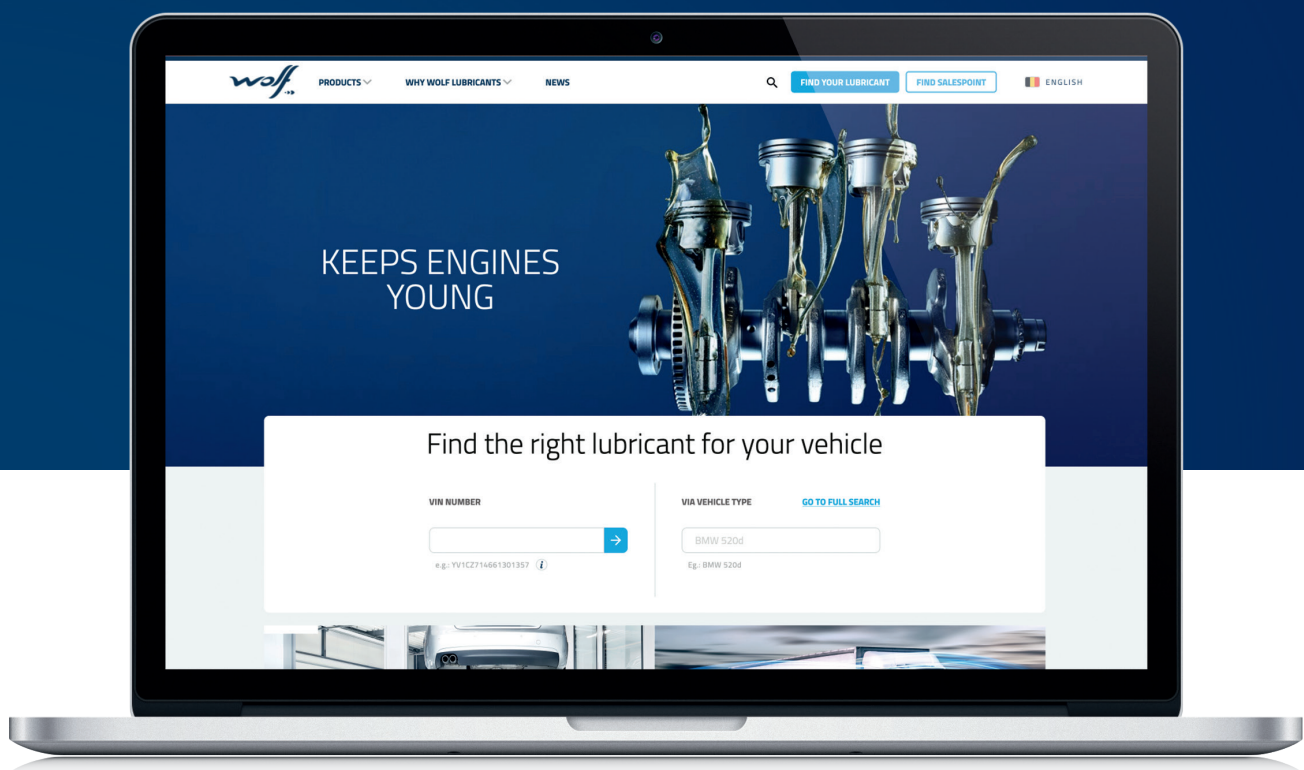 wolf
PRODUCTS
WHY WOLF LUBRICANTS
NEWS
FIND YOUR LUBRICANT
FIND SALESPOINT
ENGLISH
KEEPS ENGINES
YOUNG
Find the right lubricant for your vehicle
VIN NUMBER
e.g.: YV1CZ714661301357 i
VIA VEHICLE TYPE
GO TO FULL SEARCH
BMW 520d
Eg.: BMW 520d